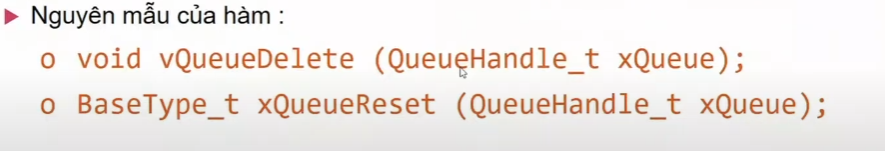 Nguyên mẫu của hàm :
o void vQueueDelete (QueueHandle_t xQueue);
o BaseType_t xQueueReset (QueueHandle_t xQueue);